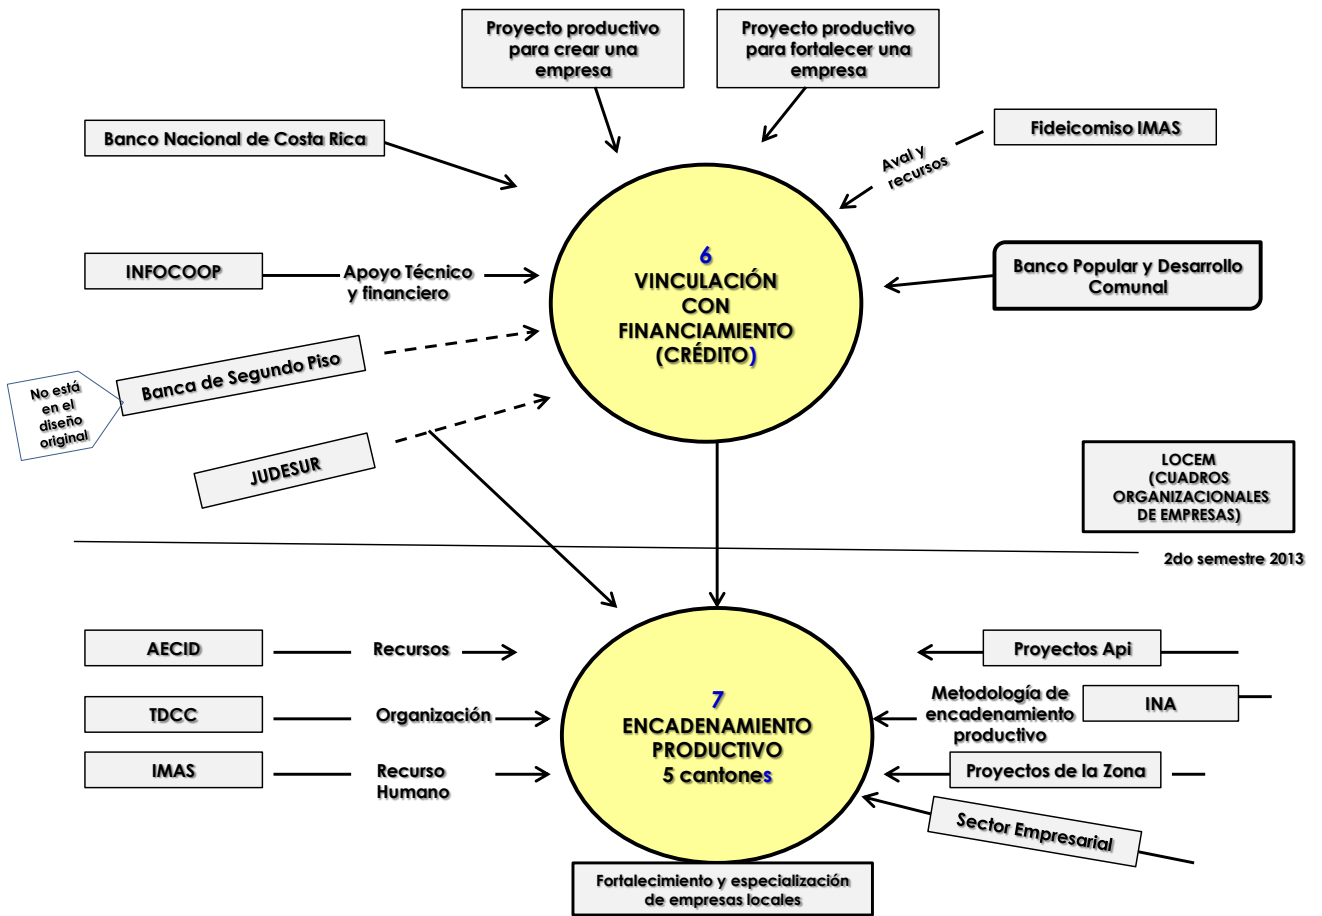 Proyecto productivo
para crear una
empresa
Proyecto productivo
para fortalecer una
empresa
Banco Nacional de Costa Rica
Fideicomiso IMAS
Aval y
recursos
INFOCOOP
Apoyo Técnico
y financiero
6
VINCULACIÓN
CON
FINANCIAMIENTO
(CRÉDITO)
Banco Popular y Desarrollo
Comunal
Banca de Segundo Piso
No está
en el
diseño
original
JUDESUR
LOCEM
(CUADROS
ORGANIZACIONALES
DE EMPRESAS)
2do semestre 2013
AECID
Recursos
TDCC
Organización
IMAS
Recurso
Humano
7
ENCADENAMIENTO
PRODUCTIVO
5 cantones
Proyectos Api
Metodología de
encadenamiento
productivo
INA
Proyectos de la Zona
Sector Empresarial
Fortalecimiento y especialización
de empresas locales